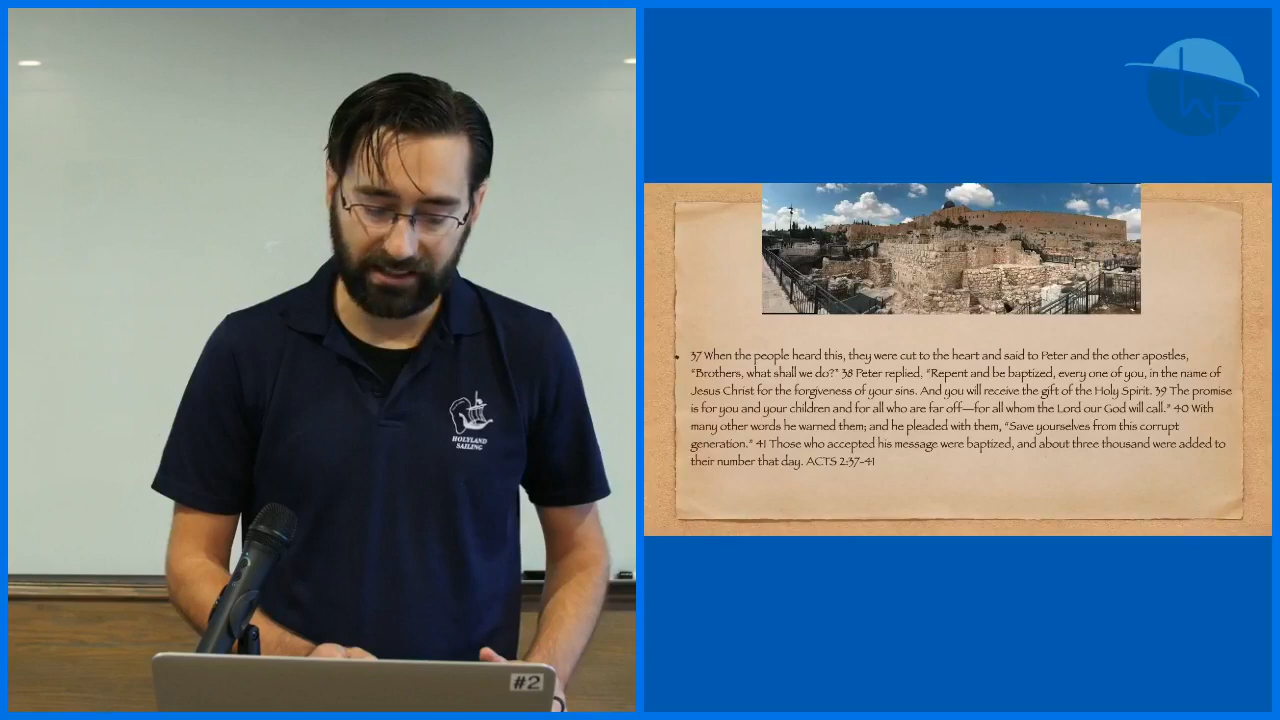 HOLYLAND
SAILING
#2
• 37 When the people heard this, they were cut to the heart and said to Peter and the other apostles,
"Brothers, what shall we do?" 38 Peter replied, "Repent and be baptized, every one of you, in the name of
Jesus Christ for the forgiveness of your sins. And you will receive the gift of the Holy Spirit. 39 The promise
is for you and your children and for all who are far off—for all whom the Lord our God will call." 40 With
many other words he warned them; and he pleaded with them, "Save yourselves from this corrupt
generation." 41 Those who accepted his message were baptized, and about three thousand were added to
their number that day. ACTS 2:37-41